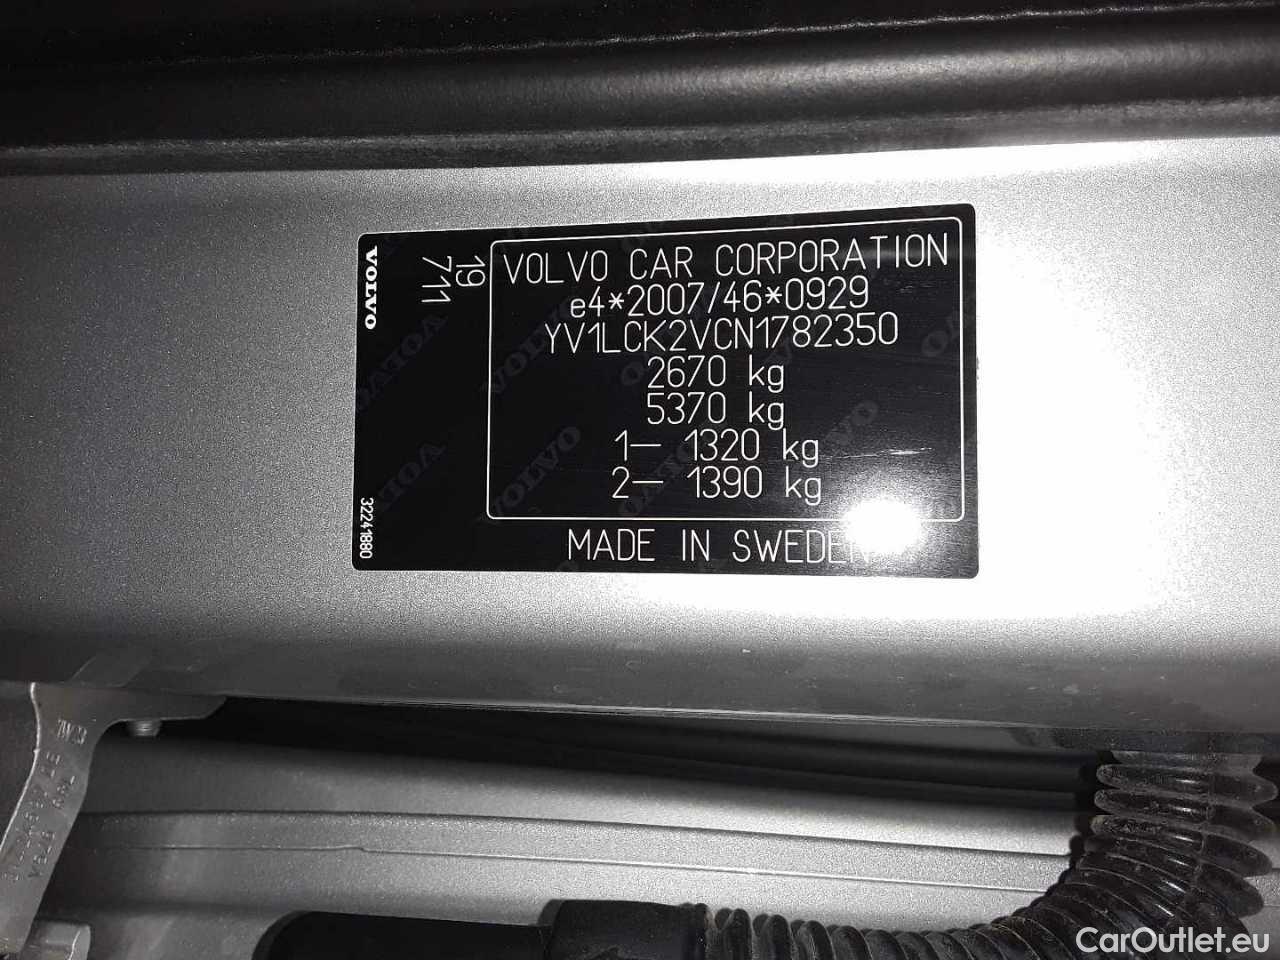 VOLVO
19
711
VOLVO CAR CORPORATION
e4*2007/46*0929
YV1LCK2VCN1782350
2670 kg
5370 kg
1— 1320 kg
2— 1390 kg
MADE IN SWEDEN
32241880
CarOutlet.eu